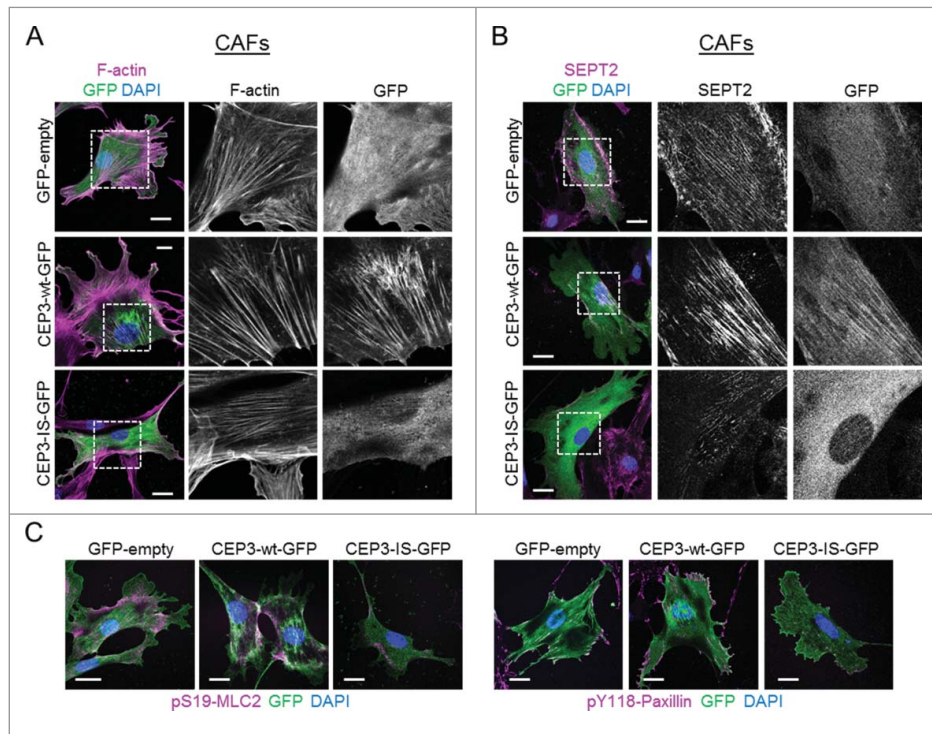 A
CAFs
F-actin
GFP DAPI
F-actin
GFP
GFP-empty
CEP3-wt-GFP
CEP3-IS-GFP
B
CAFs
SEPT2
GFP DAPI
SEPT2
GFP
GFP-empty
CEP3-wt-GFP
CEP3-IS-GFP
C
GFP-empty
CEP3-wt-GFP
CEP3-IS-GFP
pS19-MLC2 GFP DAPI
GFP-empty
CEP3-wt-GFP
CEP3-IS-GFP
pY118-Paxillin GFP DAPI